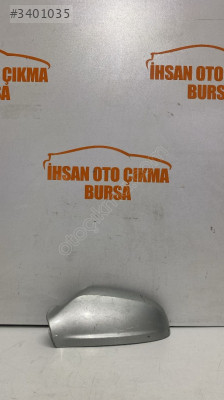 #3401035
İHSAN OTO ÇIKMA
BURSA
İHSAN OTO ÇIKMA
BURSA